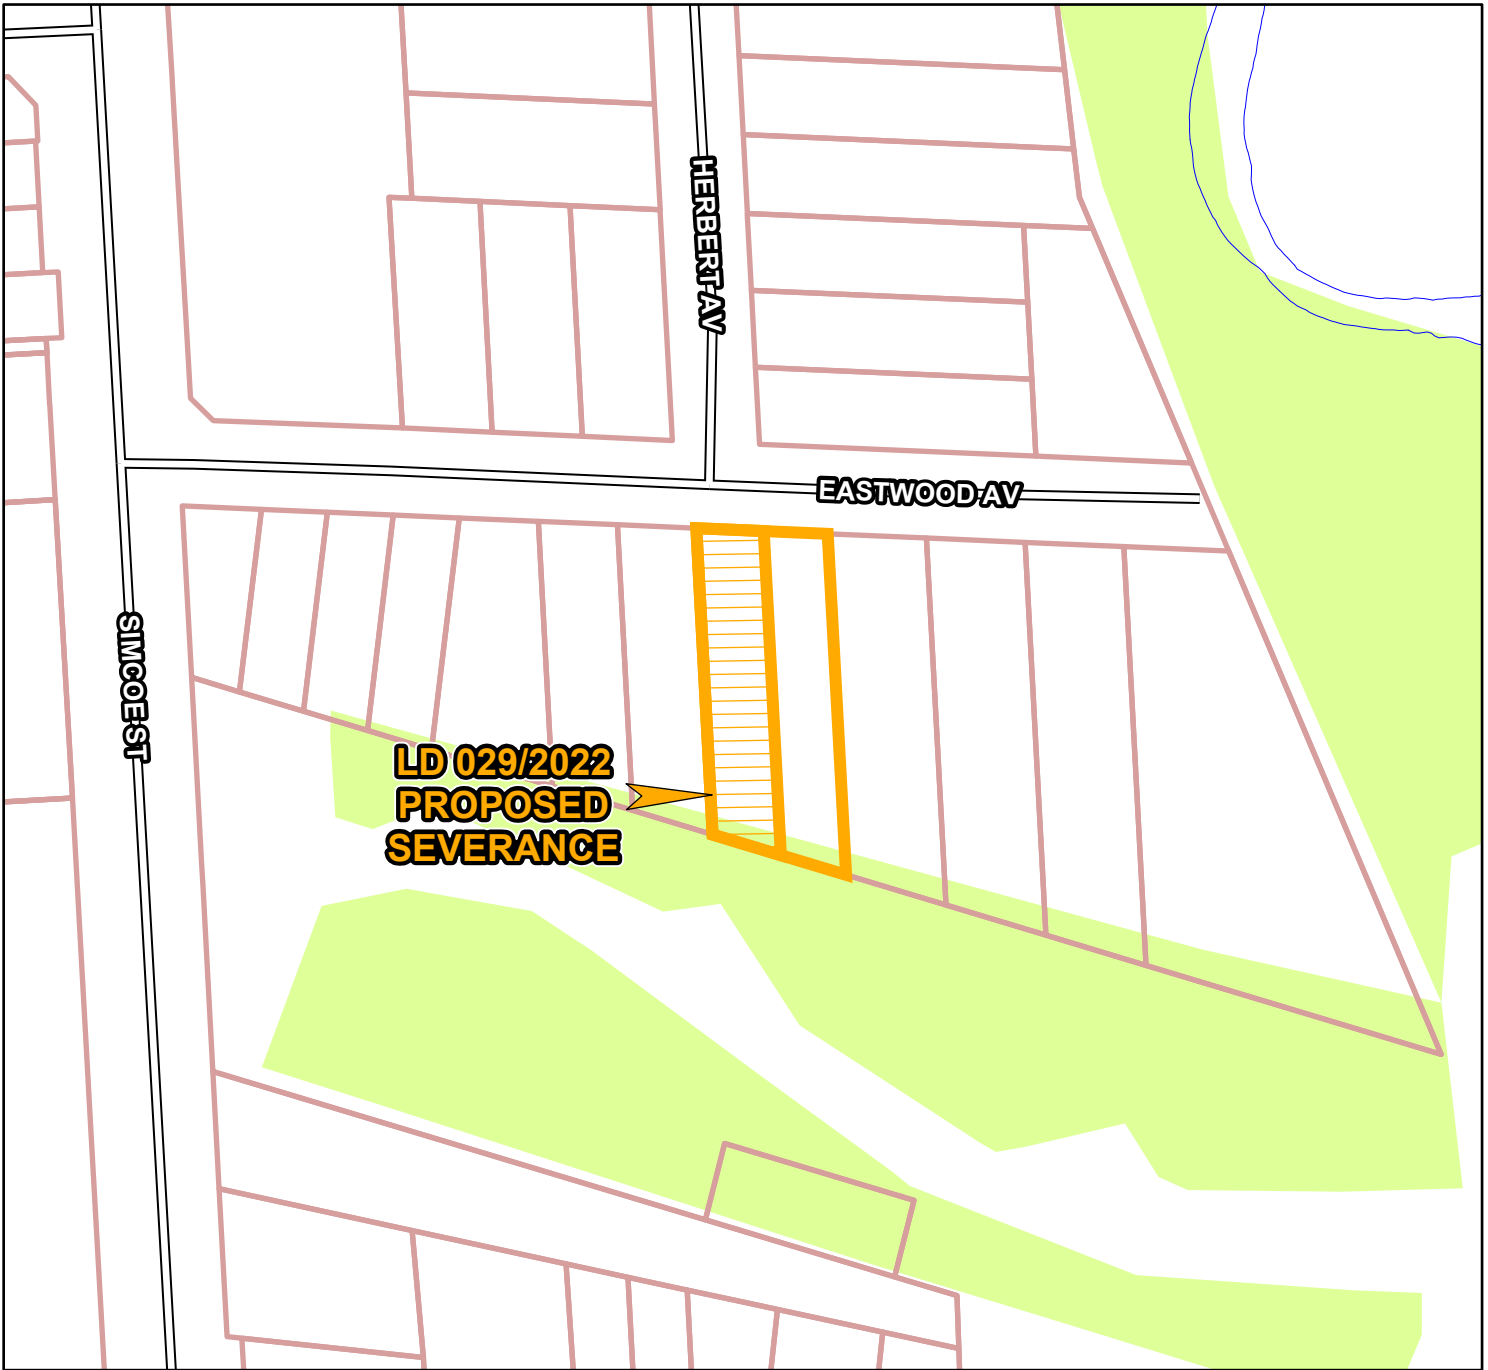 HERBERT AV
EASTWOOD AV
SIMCOE ST
LD 029/2022
PROPOSED
SEVERANCE